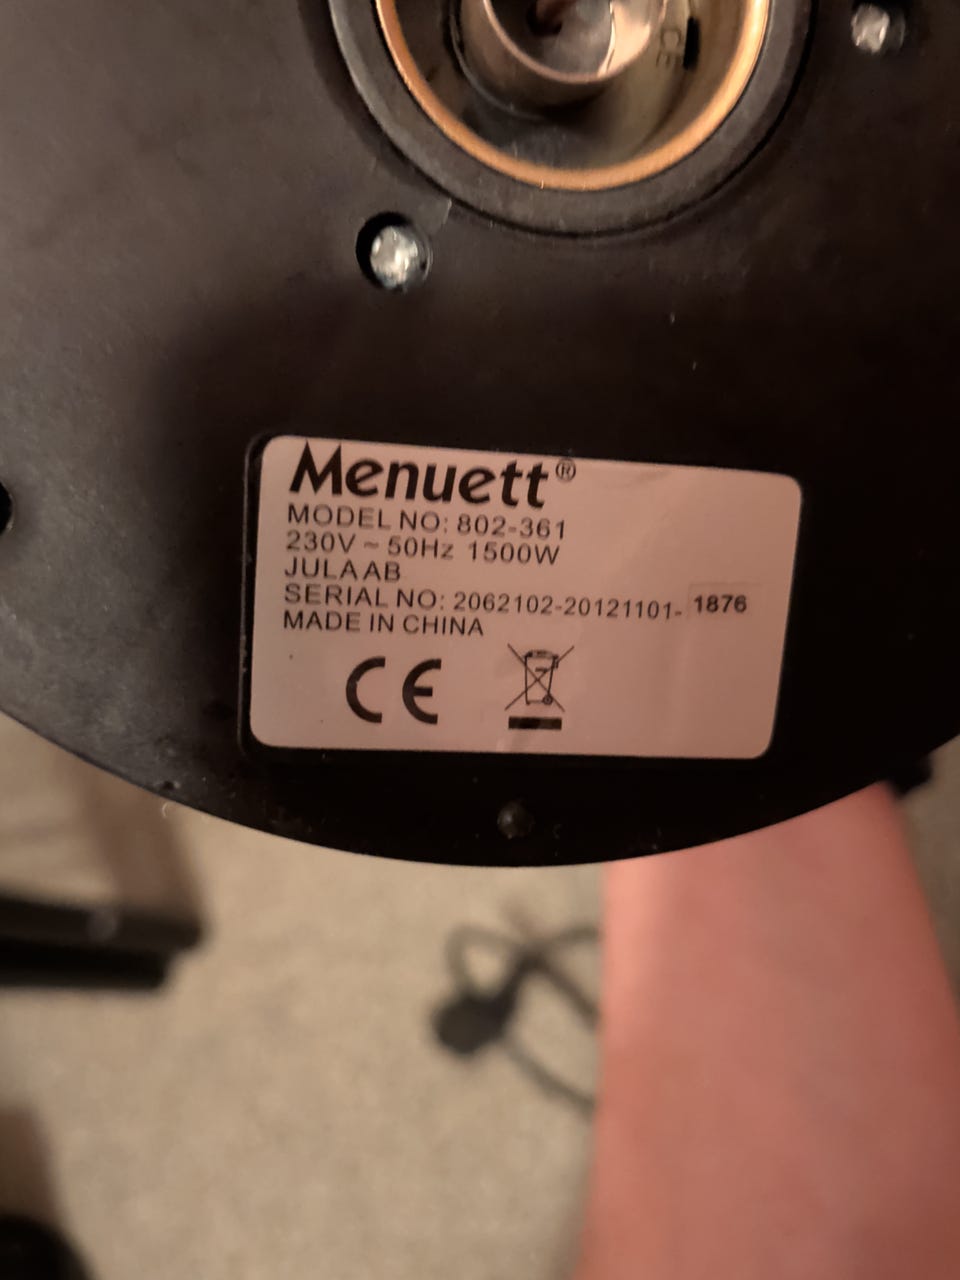 CE
Menuett®
MODEL NO: 802-361
230V ~ 50Hz 1500W
JULA AB
SERIAL NO: 2062102-20121101- 1876
MADE IN CHINA
CE